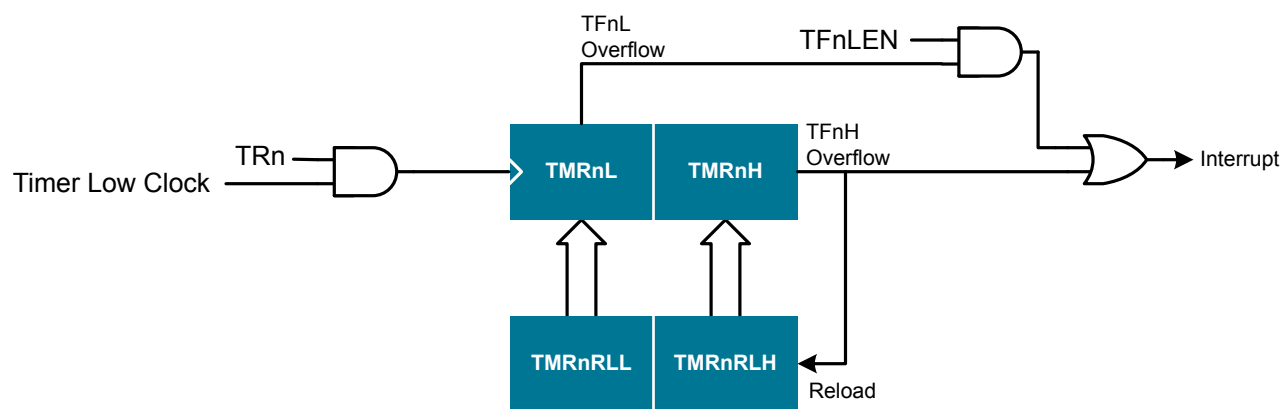 TFnL
Overflow
TFnLEN
TRn
Timer Low Clock
TMRnL
TMRnH
TFnH
Overflow
Interrupt
TMRnRLL
TMRnRLH
Reload